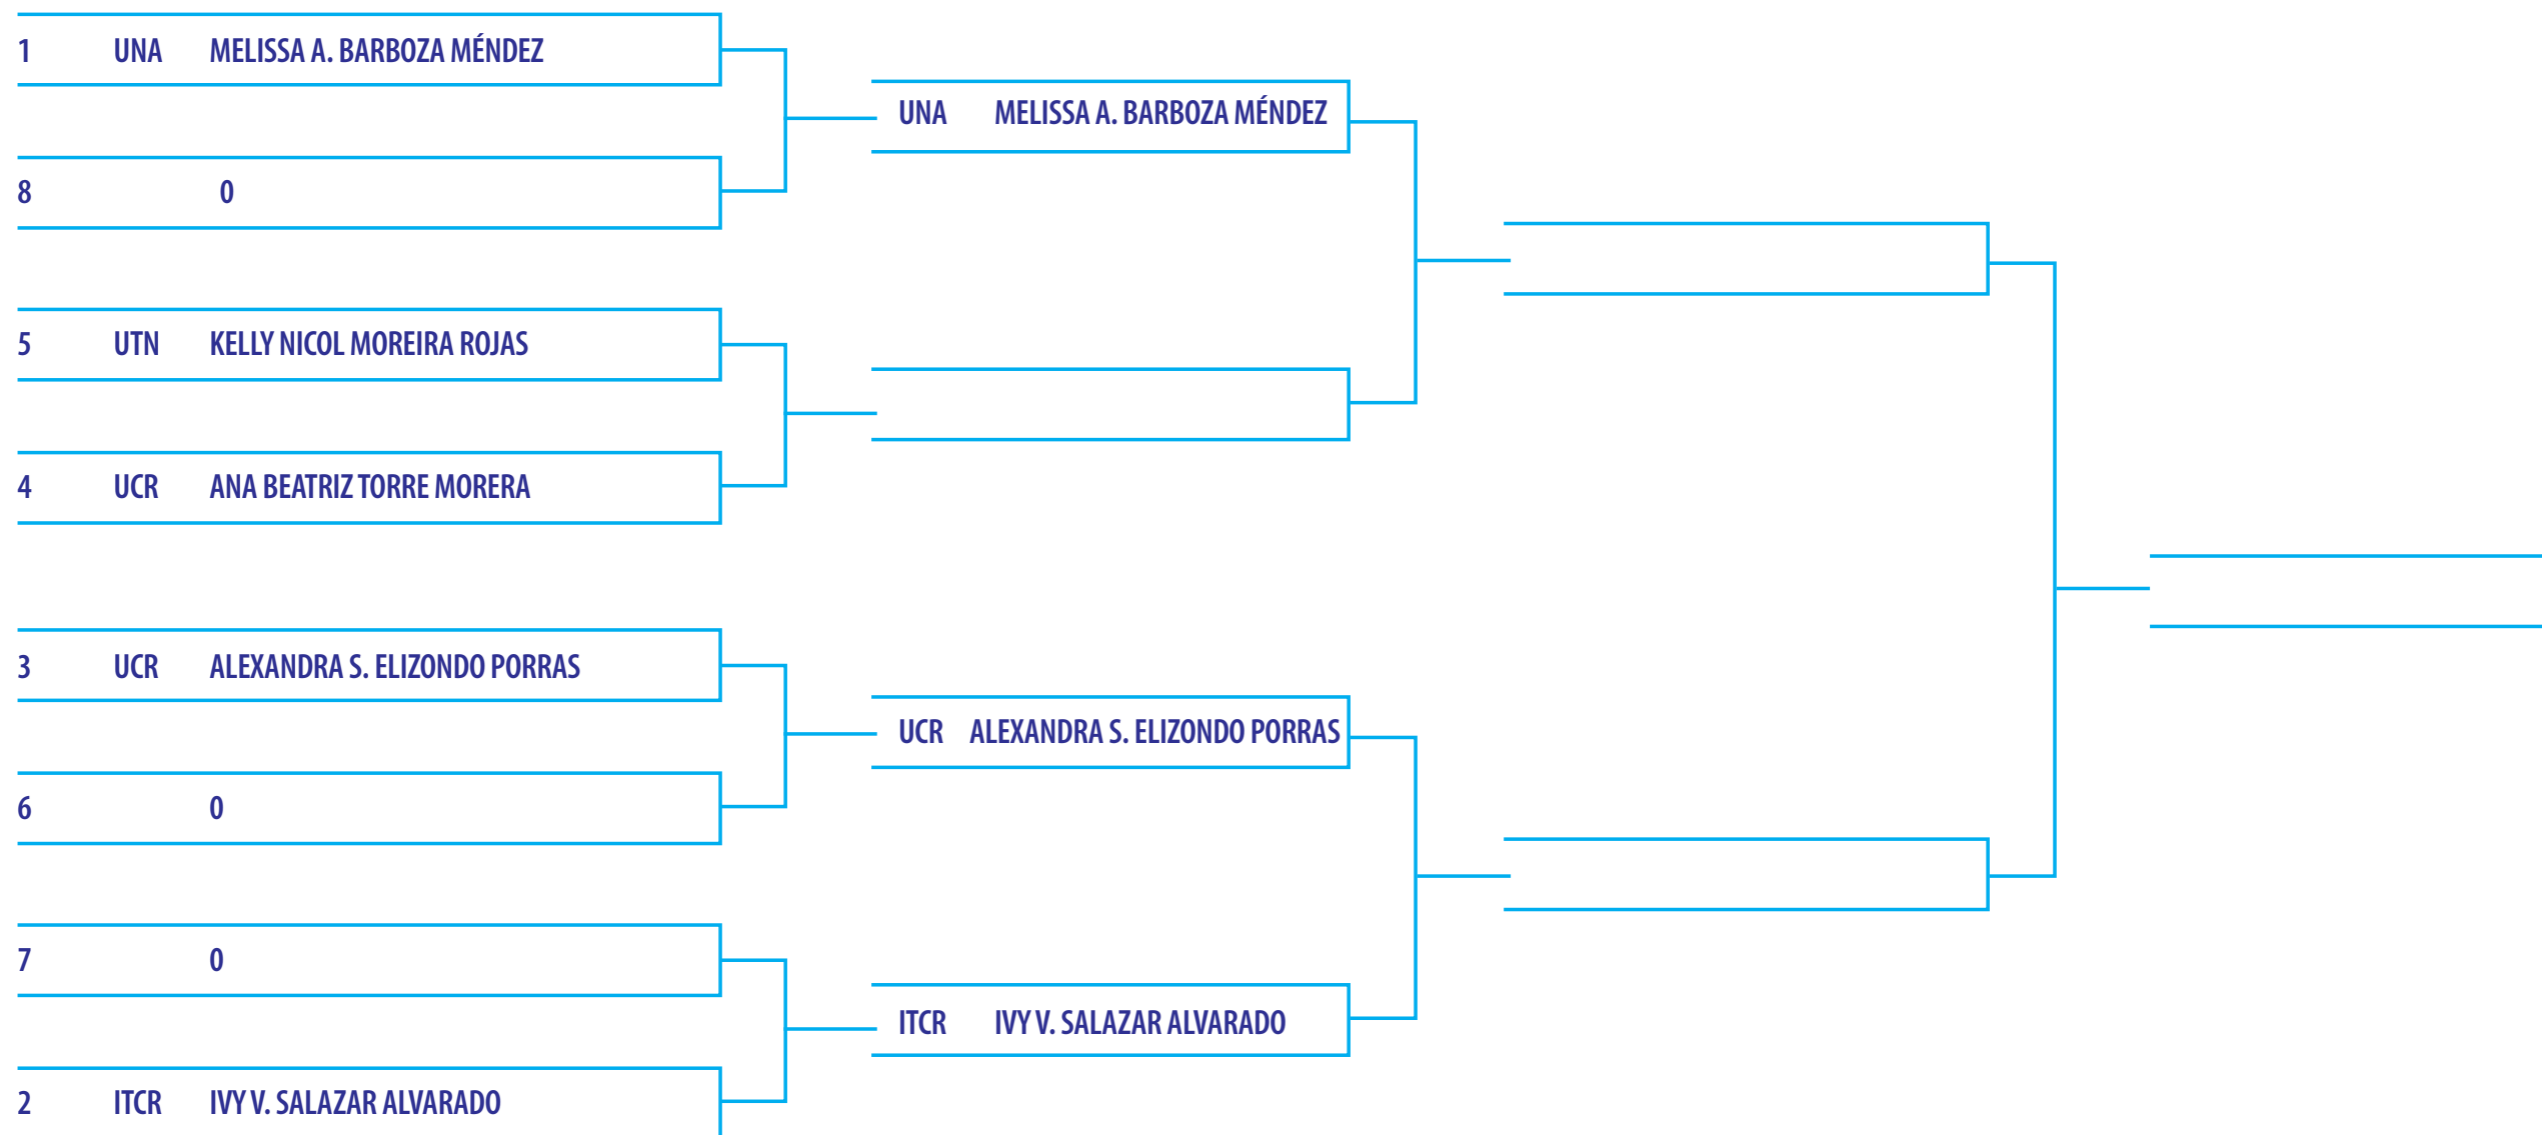 1 UNA MELISSA A. BARBOZA MÉNDEZ
8 0
5 UTN KELLY NICOL MOREIRA ROJAS
4 UCR ANA BEATRIZ TORRE MORERA
3 UCR ALEXANDRA S. ELIZONDO PORRAS
6 0
7 0
2 ITCR IVY V. SALAZAR ALVARADO
UNA MELISSA A. BARBOZA MÉNDEZ
UCR ALEXANDRA S. ELIZONDO PORRAS
ITCR IVY V. SALAZAR ALVARADO